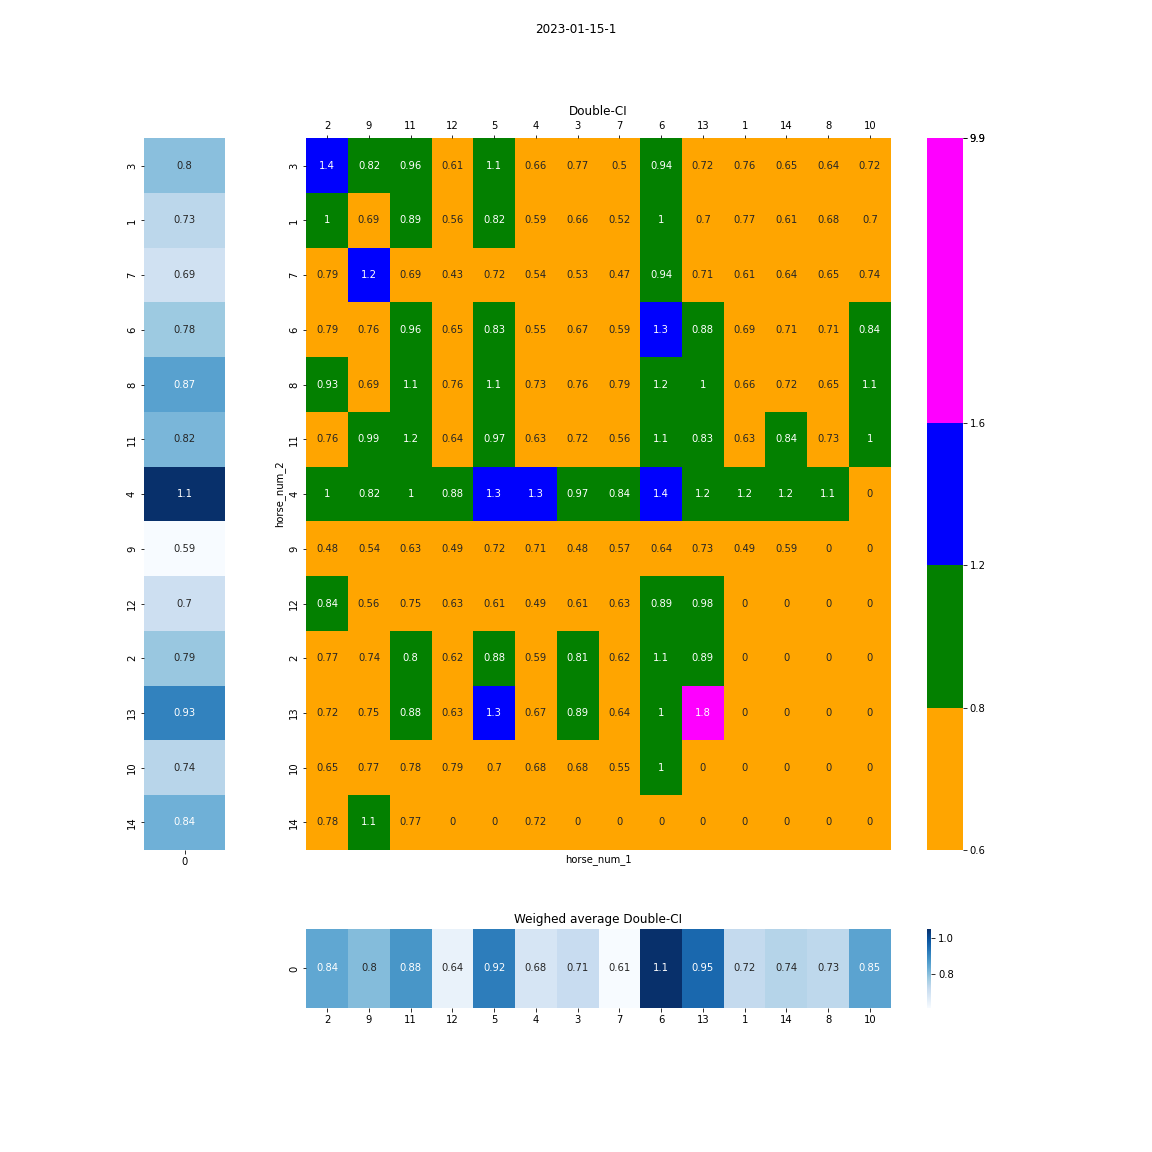 2023-01-15-1
Double-CI
2 9 11 12 5 4 3 7 6 13 1 14 8 10
9.9
3 0.8 3 1.4 0.82 0.96 0.61 1.1 0.66 0.77 0.5 0.94 0.72 0.76 0.65 0.64 0.72
1 0.73 1 1 0.69 0.89 0.56 0.82 0.59 0.66 0.52 1 0.7 0.77 0.61 0.68 0.7
7 0.69 7 0.79 1.2 0.69 0.43 0.72 0.54 0.53 0.47 0.94 0.71 0.61 0.64 0.65 0.74
6 0.78 6 0.79 0.76 0.96 0.65 0.83 0.55 0.67 0.59 1.3 0.88 0.69 0.71 0.71 0.84
8 0.87 8 0.93 0.69 1.1 0.76 1.1 0.73 0.76 0.79 1.2 1 0.66 0.72 0.65 1.1
1.6
11 0.82 11 0.76 0.99 1.2 0.64 0.97 0.63 0.72 0.56 1.1 0.83 0.63 0.84 0.73 1
horse_num_2
4 1.1 4 1 0.82 1 0.88 1.3 1.3 0.97 0.84 1.4 1.2 1.2 1.2 1.1 0
9 0.59 9 0.48 0.54 0.63 0.49 0.72 0.71 0.48 0.57 0.64 0.73 0.49 0.59 0 0
1.2
12 0.7 12 0.84 0.56 0.75 0.63 0.61 0.49 0.61 0.63 0.89 0.98 0 0 0 0
2 0.79 2 0.77 0.74 0.8 0.62 0.88 0.59 0.81 0.62 1.1 0.89 0 0 0 0
0.8
13 0.93 13 0.72 0.75 0.88 0.63 1.3 0.67 0.89 0.64 1 1.8 0 0 0 0
10 0.74 10 0.65 0.77 0.78 0.79 0.7 0.68 0.68 0.55 1 0 0 0 0 0
14 0.84 14 0.78 1.1 0.77 0 0 0.72 0 0 0 0 0 0 0 0
0.6
0
horse_num_1
Weighed average Double-CI
1.0
0 0.84 0.8 0.88 0.64 0.92 0.68 0.71 0.61 1.1 0.95 0.72 0.74 0.73 0.85
0.8
2 9 11 12 5 4 3 7 6 13 1 14 8 10